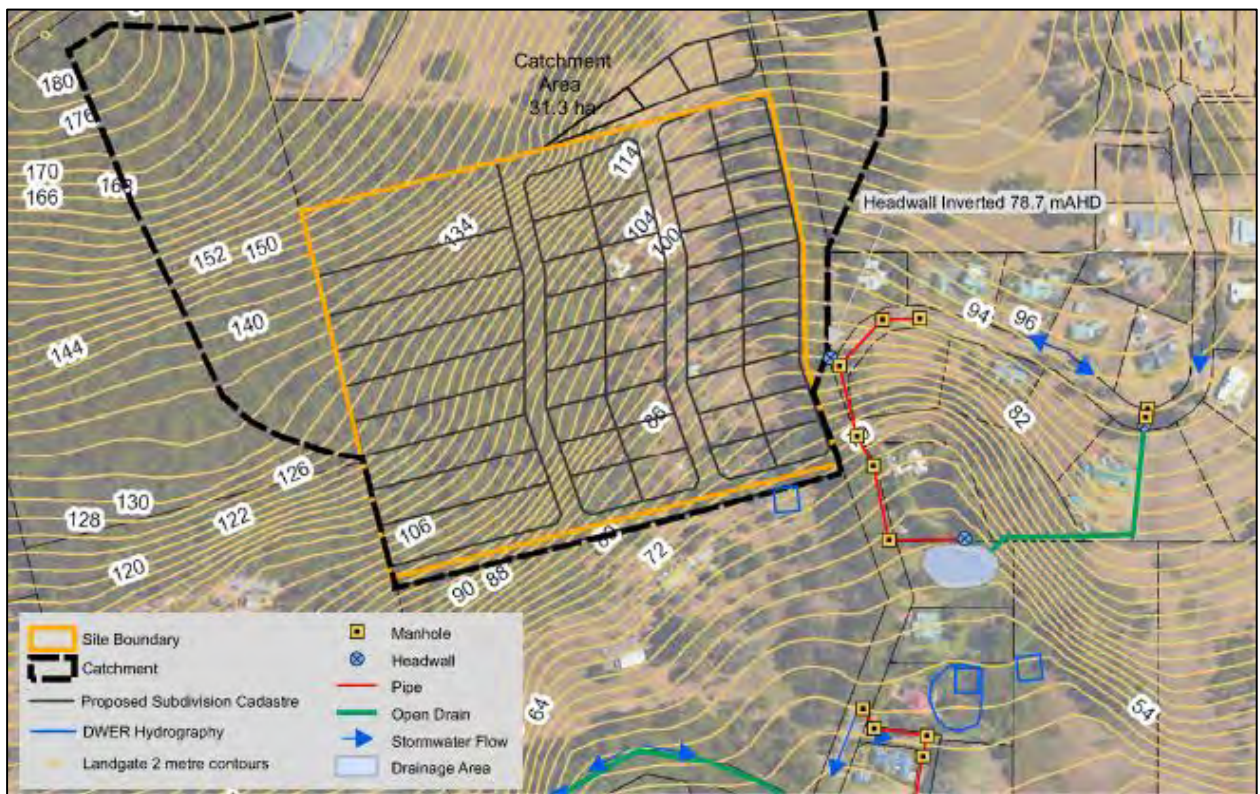 180
176
170
166
168
Catchment
Area
31.3 ha
114
134
104
100
Headwall Inverted 78.7 mAHD
152
150
140
144
94
96
82
86
126
130
128
122
120
106
90
88
72
64
54
Site Boundary
Catchment
Proposed Subdivision Cadastre
DWER Hydrography
Landgate 2 metre contours
Manhole
Headwall
Pipe
Open Drain
Stormwater Flow
Drainage Area